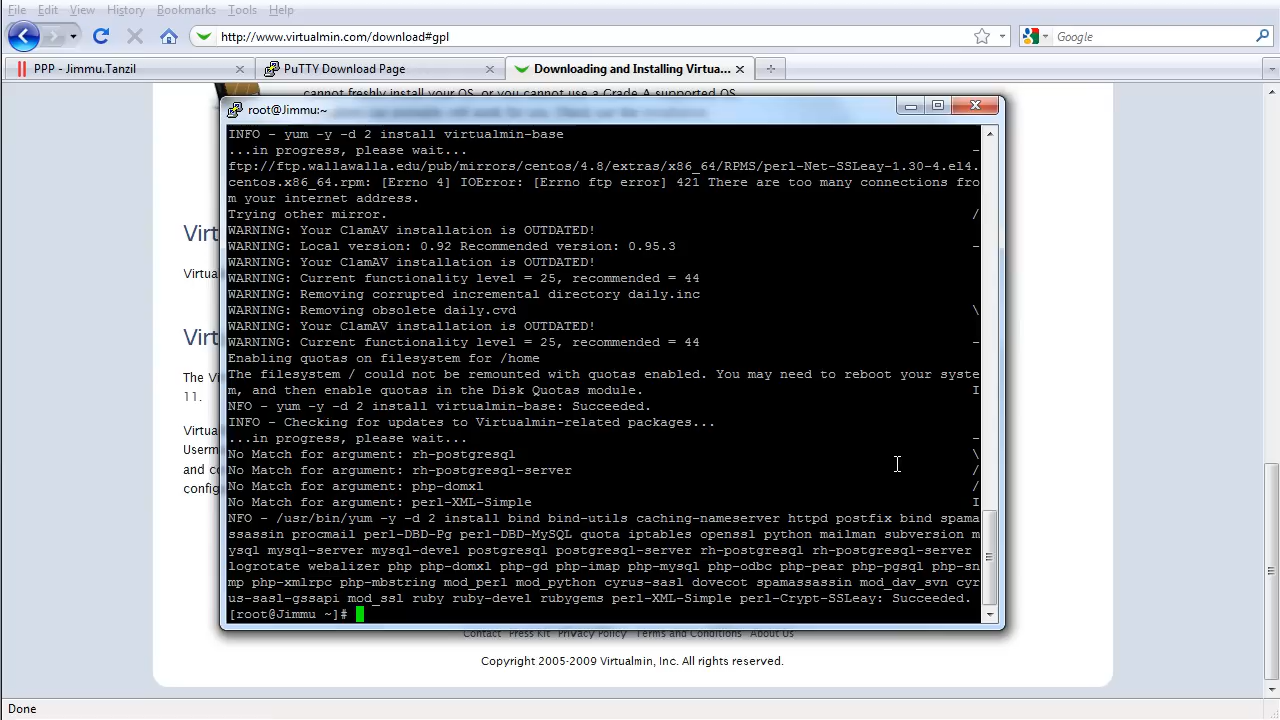 File Edit View History Bookmarks Tools Help
http://www.virtualmin.com/download#gpl
Google
PPP - Jimmu.Tanzil
PuTTY Download Page
Downloading and Installing Virtua...
cannot freshly install your OS, or you cannot use a Grade A supported OS
root@Jimmu:~
INFO - yum -y -d 2 install virtualmin-base
...in progress, please wait... -
ftp://ftp.wallawalla.edu/pub/mirrors/centos/4.8/extras/x86_64/RPMS/perl-Net-SSLeay-1.30-4.el4.
centos.x86_64.rpm: [Errno 4] IOError: [Errno ftp error] 421 There are too many connections fro
m your internet address.
Trying other mirror. /
WARNING: Your ClamAV installation is OUTDATED!
WARNING: Local version: 0.92 Recommended version: 0.95.3 -
WARNING: Your ClamAV installation is OUTDATED!
WARNING: Current functionality level = 25, recommended = 44
WARNING: Removing corrupted incremental directory daily.inc
WARNING: Removing obsolete daily.cvd \
WARNING: Your ClamAV installation is OUTDATED!
WARNING: Current functionality level = 25, recommended = 44 -
Enabling quotas on filesystem for /home
The filesystem / could not be remounted with quotas enabled. You may need to reboot your syste
m, and then enable quotas in the Disk Quotas module. I
NFO - yum -y -d 2 install virtualmin-base: Succeeded.
INFO - Checking for updates to Virtualmin-related packages...
...in progress, please wait... -
No Match for argument: rh-postgresql \
No Match for argument: rh-postgresql-server /
No Match for argument: php-domxl /
No Match for argument: perl-XML-Simple I
NFO - /usr/bin/yum -y -d 2 install bind bind-utils caching-nameserver httpd postfix bind spama
ssassin procmail perl-DBD-Pg perl-DBD-MySQL quota iptables openssl python mailman subversion m
ysql mysql-server mysql-devel postgresql postgresql-server rh-postgresql rh-postgresql-server
logrotate webalizer php php-domxl php-gd php-imap php-mysql php-odbc php-pear php-pgsql php-sn
mp php-xmlrpc php-mbstring mod_perl mod_python cyrus-sasl dovecot spamassassin mod_dav_svn cyr
us-sasl-gssapi mod_ssl ruby ruby-devel rubygems perl-XML-Simple perl-Crypt-SSLeay: Succeeded.
[root@Jimmu ~]#
Virt
Virtua
Virt
The Vi
11.
Virtua
Userm
and co
config
Contact Press Kit Privacy Policy Terms and Conditions About Us
Copyright 2005-2009 Virtualmin, Inc. All rights reserved.
Done